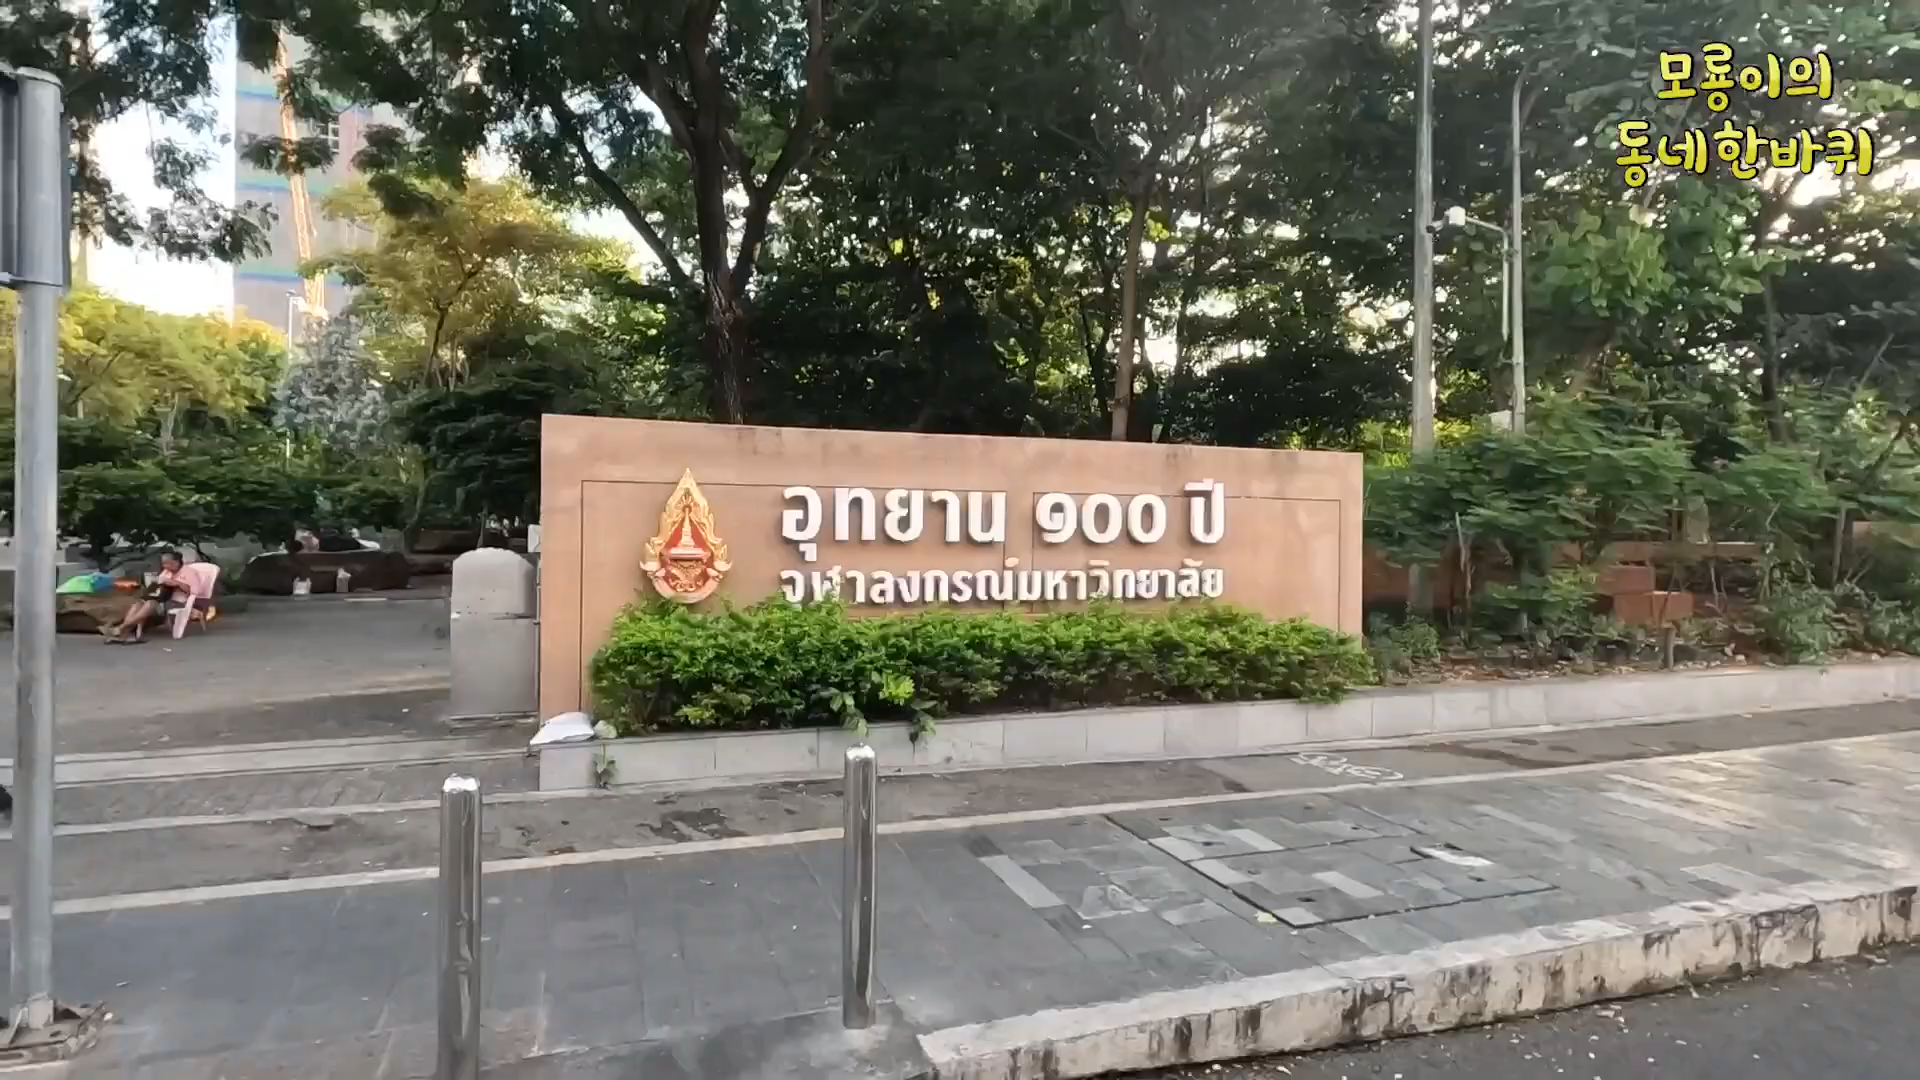 모룡이의
동네한바퀴
อุทยาน ๑๐๐ ปี
จุฬาลงกรณ์มหาวิทยาลัย